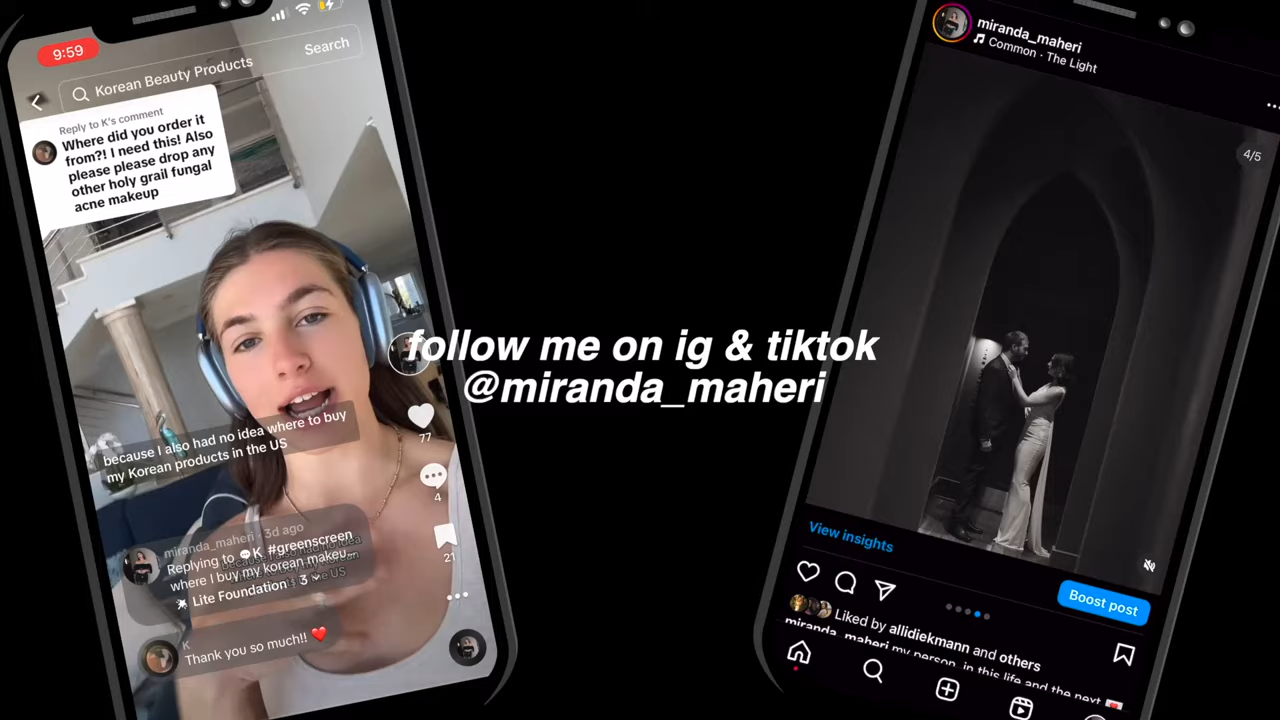 9:59
Korean Beauty Products
Search
Reply to K's comment
Where did you order it
from?! I need this! Also
please please drop any
other holy grail fungal
acne makeup
because I also had no idea where to buy
my Korean products in the US
77
4
21
miranda_maheri · 3d ago
Replying to K #greenscreen
where I buy my korean makeu...
Lite Foundation 3
K
Thank you so much!! ❤️
follow me on ig & tiktok
@miranda_maheri
miranda_maheri
Common · The Light
4/5
View insights
Boost post
Liked by allidiekmann and others
miranda_maheri my person, in this life and the next 💌